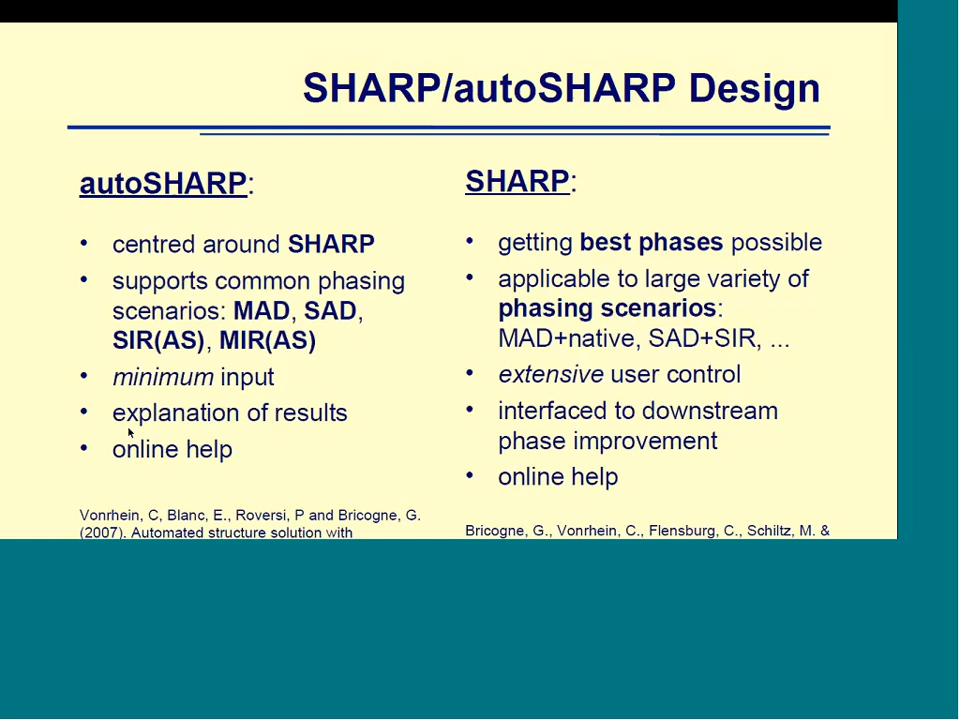 SHARP/autoSHARP Design
autoSHARP:
• centred around SHARP
• supports common phasing
scenarios: MAD, SAD,
SIR(AS), MIR(AS)
• minimum input
• explanation of results
• online help
Vonrhein, C, Blanc, E., Roversi, P and Bricogne, G.
(2007). Automated structure solution with
SHARP:
• getting best phases possible
• applicable to large variety of
phasing scenarios:
MAD+native, SAD+SIR, ...
• extensive user control
• interfaced to downstream
phase improvement
• online help
Bricogne, G., Vonrhein, C., Flensburg, C., Schiltz, M. &